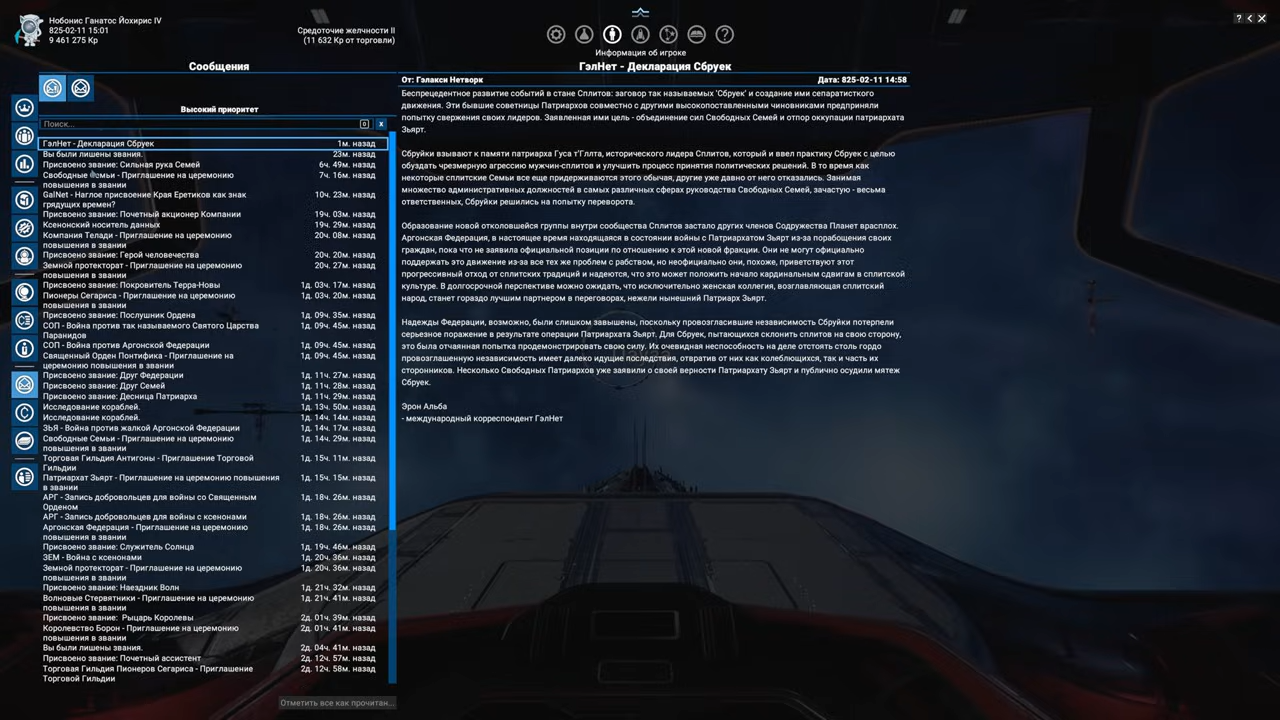 Нобонис Ганатос Йохирис IV
825-02-11 15:01
9 461 275 Кр
Средоточие желчности II
(11 632 Кр от торговли)
Информация об игроке
Сообщения
Высокий приоритет
Поиск...
ГэлНет - Декларация Сбруек 1м. назад
Вы были лишены звания. 23м. назад
Присвоено звание: Сильная рука Семей 6ч. 49м. назад
Свободные Семьи - Приглашение на церемонию 7ч. 16м. назад
повышения в звании
GalNet - Наглое присвоение Края Еретиков как знак 10ч. 23м. назад
грядущих времен?
Присвоено звание: Почетный акционер Компании 19ч. 03м. назад
Ксенонский носитель данных 19ч. 29м. назад
Компания Телади - Приглашение на церемонию 20ч. 08м. назад
повышения в звании
Присвоено звание: Герой человечества 20ч. 20м. назад
Земной протекторат - Приглашение на церемонию 20ч. 27м. назад
повышения в звании
Присвоено звание: Покровитель Терра-Новы 1д. 03ч. 17м. назад
Пионеры Сегариса - Приглашение на церемонию 1д. 03ч. 20м. назад
повышения в звании
Присвоено звание: Послушник Ордена 1д. 09ч. 35м. назад
СОП - Война против так называемого Святого Царства 1д. 09ч. 45м. назад
Паранидов
СОП - Война против Аргонской Федерации 1д. 09ч. 45м. назад
Священный Орден Понтифика - Приглашение на 1д. 09ч. 45м. назад
церемонию повышения в звании
Присвоено звание: Друг Федерации 1д. 11ч. 27м. назад
Присвоено звание: Друг Семей 1д. 11ч. 28м. назад
Присвоено звание: Десница Патриарха 1д. 11ч. 29м. назад
Исследование кораблей. 1д. 13ч. 50м. назад
Исследование кораблей. 1д. 14ч. 14м. назад
ЗЬЯ - Война против жалкой Аргонской Федерации 1д. 14ч. 17м. назад
Свободные Семьи - Приглашение на церемонию 1д. 14ч. 29м. назад
повышения в звании
Торговая Гильдия Антигоны - Приглашение Торговой 1д. 15ч. 11м. назад
Гильдии
Патриархат Зьярт - Приглашение на церемонию повышения 1д. 15ч. 15м. назад
в звании
АРГ - Запись добровольцев для войны со Священным 1д. 18ч. 26м. назад
Орденом
АРГ - Запись добровольцев для войны с ксенонами 1д. 18ч. 26м. назад
Аргонская Федерация - Приглашение на церемонию 1д. 18ч. 26м. назад
повышения в звании
Присвоено звание: Служитель Солнца 1д. 19ч. 46м. назад
ЗЕМ - Война с ксенонами 1д. 20ч. 36м. назад
Земной протекторат - Приглашение на церемонию 1д. 20ч. 36м. назад
повышения в звании
Присвоено звание: Наездник Волн 1д. 21ч. 32м. назад
Волновые Стервятники - Приглашение на церемонию 1д. 21ч. 41м. назад
повышения в звании
Присвоено звание: Рыцарь Королевы 2д. 01ч. 39м. назад
Королевство Борон - Приглашение на церемонию 2д. 01ч. 41м. назад
повышения в звании
Вы были лишены звания. 2д. 04ч. 41м. назад
Присвоено звание: Почетный ассистент 2д. 12ч. 57м. назад
Торговая Гильдия Пионеров Сегариса - Приглашение 2д. 12ч. 58м. назад
Торговой Гильдии
Отметить все как прочитан...
ГэлНет - Декларация Сбруек
От: Гэлакси Нетворк Дата: 825-02-11 14:58
Беспрецедентное развитие событий в стане Сплитов: заговор так называемых 'Сбруек' и создание ими сепаратистского
движения. Эти бывшие советницы Патриархов совместно с другими высокопоставленными чиновниками предприняли
попытку свержения своих лидеров. Заявленная ими цель - объединение сил Свободных Семей и отпор оккупации патриархата
Зьярт.
Сбруйки взывают к памяти патриарха Гуса т'Гллта, исторического лидера Сплитов, который и ввел практику Сбруек с целью
обуздать чрезмерную агрессию мужчин-сплитов и улучшить процесс принятия политических решений. В то время как
некоторые сплитские Семьи все еще придерживаются этого обычая, другие уже давно от него отказались. Занимая
множество административных должностей в самых различных сферах руководства Свободных Семей, зачастую - весьма
ответственных, Сбруйки решились на попытку переворота.
Образование новой отколовшейся группы внутри сообщества Сплитов застало других членов Содружества Планет врасплох.
Аргонская Федерация, в настоящее время находящаяся в состоянии войны с Патриархатом Зьярт из-за порабощения своих
граждан, пока что не заявила официальной позиции по отношению к этой новой фракции. Они не могут официально
поддержать это движение из-за все тех же проблем с рабством, но неофициально они, похоже, приветствуют этот
прогрессивный отход от сплитских традиций и надеются, что это может положить начало кардинальным сдвигам в сплитской
культуре. В долгосрочной перспективе можно ожидать, что исключительно женская коллегия, возглавляющая сплитский
народ, станет гораздо лучшим партнером в переговорах, нежели нынешний Патриарх Зьярт.
Надежды Федерации, возможно, были слишком завышены, поскольку провозгласившие независимость Сбруйки потерпели
серьезное поражение в результате операции Патриархата Зьярт. Для Сбруек, пытающихся склонить сплитов на свою сторону,
это была отчаянная попытка продемонстрировать свою силу. Их очевидная неспособность на деле отстоять столь гордо
провозглашенную независимость имеет далеко идущие последствия, отвратив от них как колеблющихся, так и часть их
сторонников. Несколько Свободных Патриархов уже заявили о своей верности Патриархату Зьярт и публично осудили мятеж
Сбруек.
Эрон Альба
- международный корреспондент ГэлНет